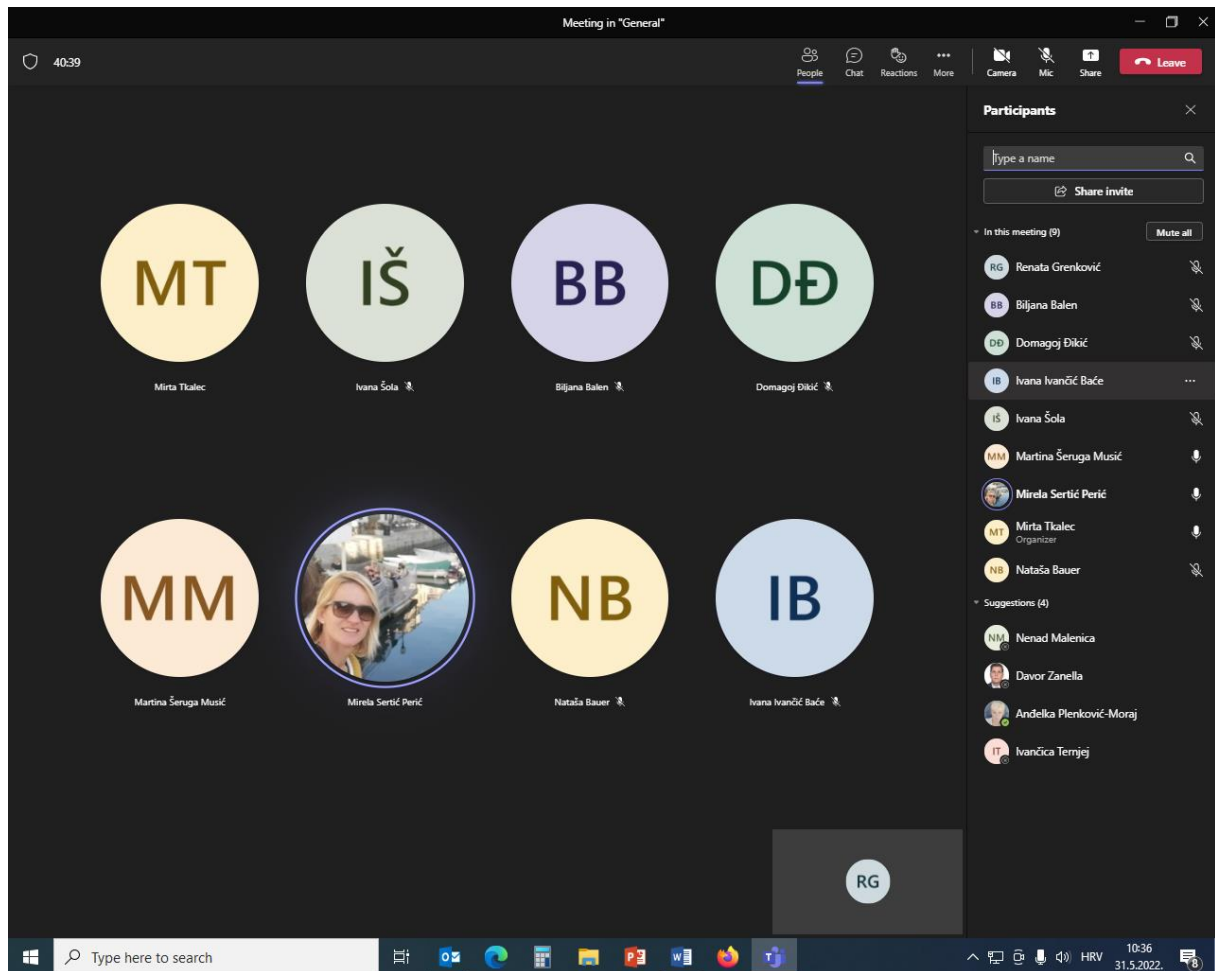 Meeting in "General"
40:39
People Chat Reactions More Camera Mic Share Leave
MT
Mirta Tkalec
IŠ
Ivana Šola
BB
Biljana Balen
DĐ
Domagoj Đikić
MM
Martina Šeruga Musić
Mirela Sertić Perić
NB
Nataša Bauer
IB
Ivana Ivančić Baće
RG
Participants
Type a name
Share invite
In this meeting (9) Mute all
RG Renata Grenković
BB Biljana Balen
DĐ Domagoj Đikić
IB Ivana Ivančić Baće
IŠ Ivana Šola
MM Martina Šeruga Musić
Mirela Sertić Perić
MT Mirta Tkalec
Organizer
NB Nataša Bauer
Suggestions (4)
NM Nenad Malenica
Davor Zanella
Anđelka Plenković-Moraj
IT Ivančica Ternjej
Type here to search
HRV
10:36
31.5.2022.
8